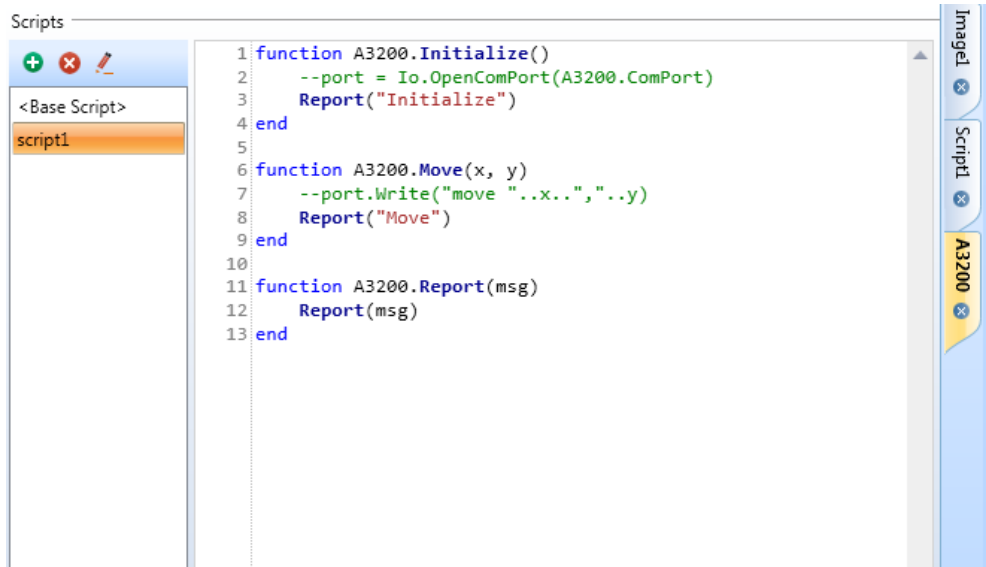 Scripts
<Base Script>
script1
1 function A3200.Initialize()
2     --port = Io.OpenComPort(A3200.ComPort)
3     Report("Initialize")
4 end
5
6 function A3200.Move(x, y)
7     --port.Write("move "..x..","..y)
8     Report("Move")
9 end
10
11 function A3200.Report(msg)
12     Report(msg)
13 end
Image1
Script1
A3200